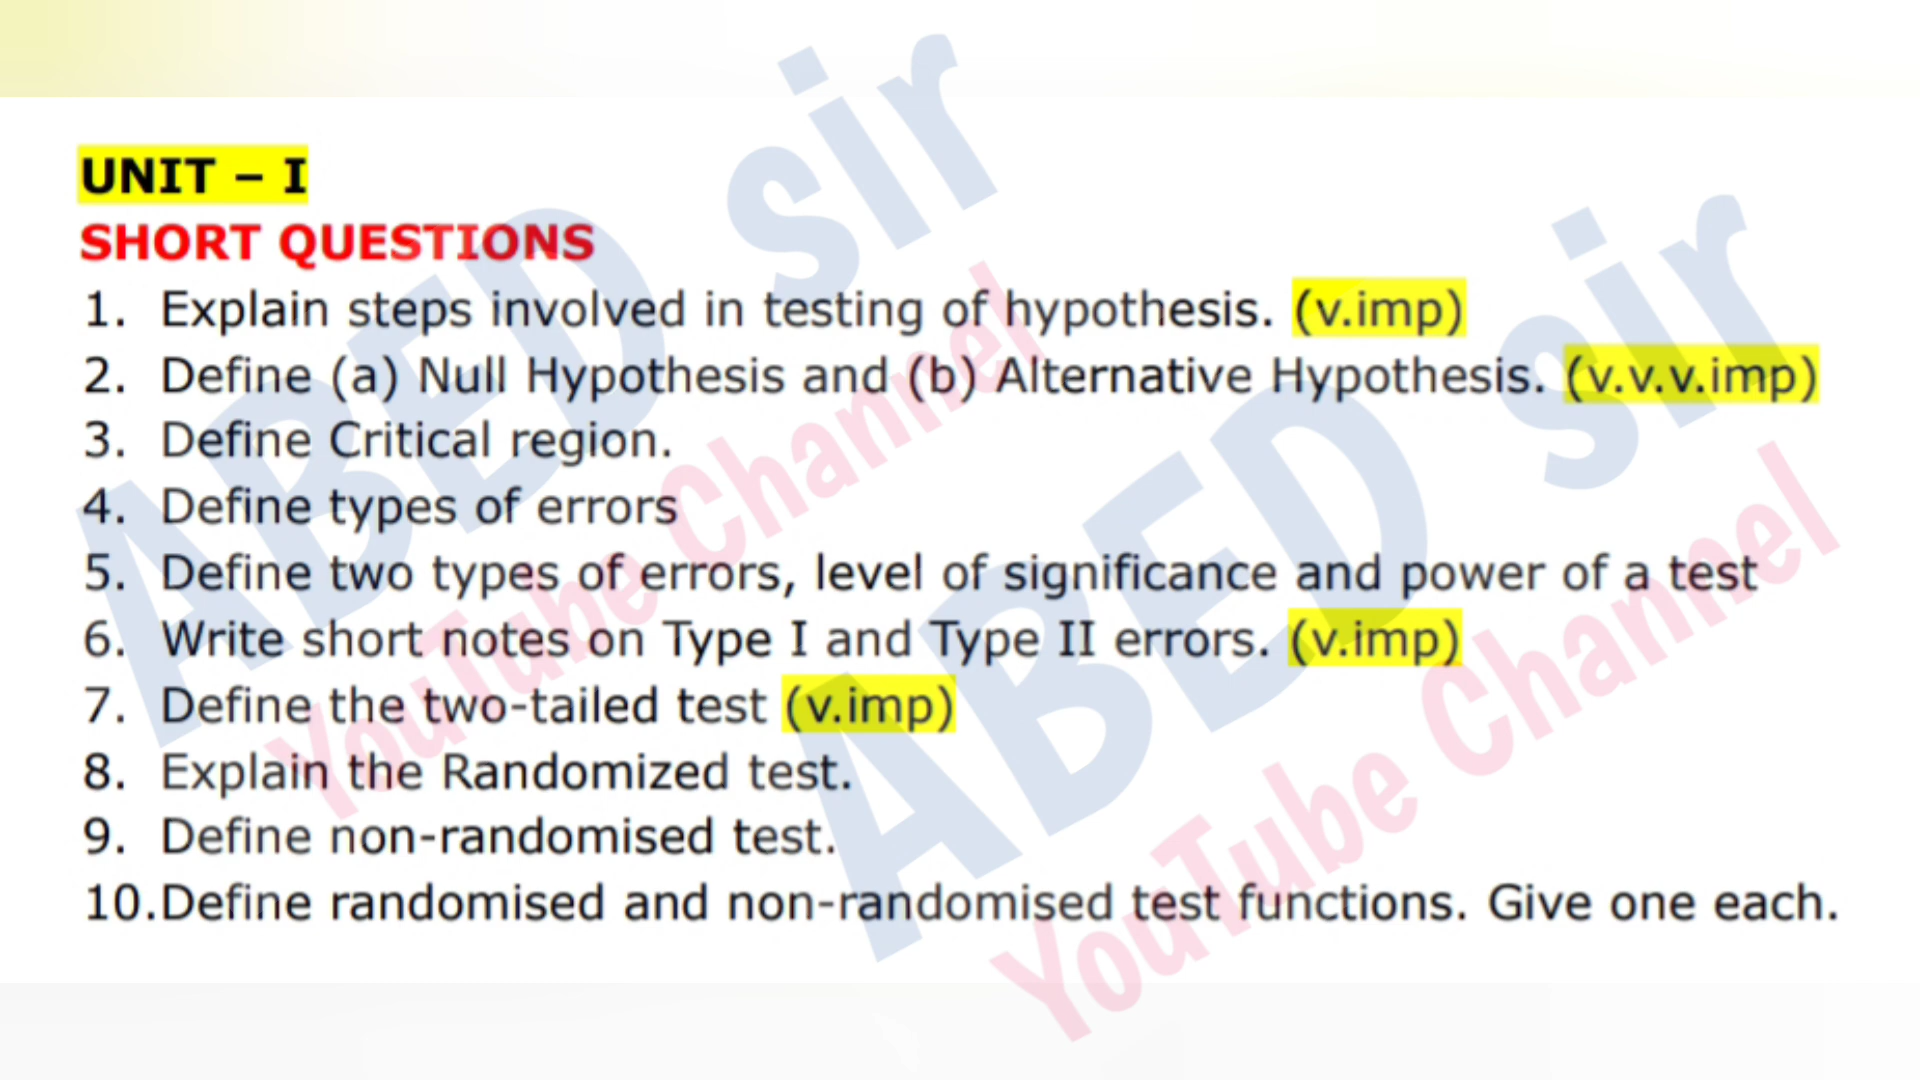 UNIT – I
SHORT QUESTIONS
1. Explain steps involved in testing of hypothesis. (v.imp)
2. Define (a) Null Hypothesis and (b) Alternative Hypothesis. (v.v.v.imp)
3. Define Critical region.
4. Define types of errors
5. Define two types of errors, level of significance and power of a test
6. Write short notes on Type I and Type II errors. (v.imp)
7. Define the two-tailed test (v.imp)
8. Explain the Randomized test.
9. Define non-randomised test.
10.Define randomised and non-randomised test functions. Give one each.
ABED sir
YouTube Channel
ABED sir
YouTube Channel